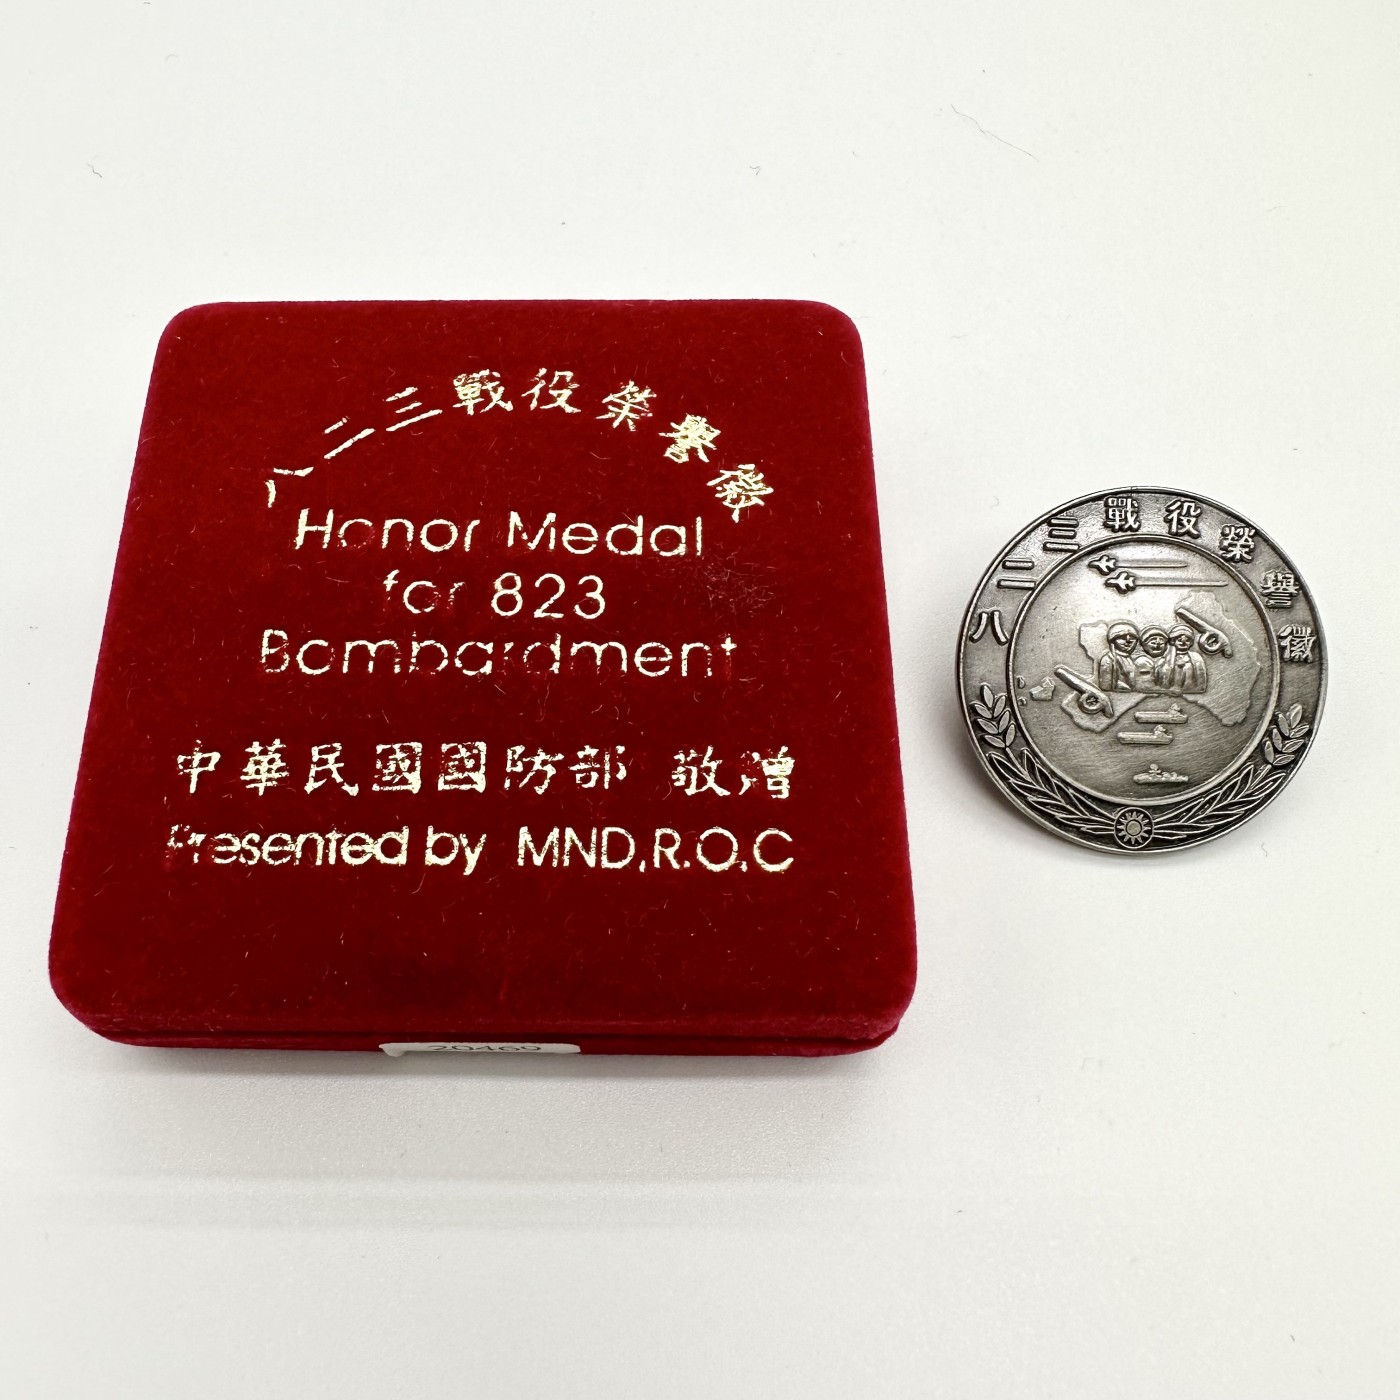 八二三戰役榮譽徽
Honor Medal
for 823
Bombardment
中華民國國防部 敬贈
Presented by MND,R.O.C
20469
八二三戰役榮譽徽